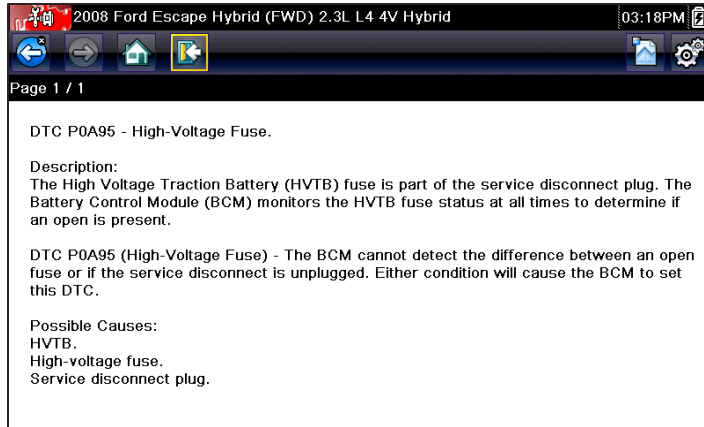 2008 Ford Escape Hybrid (FWD) 2.3L L4 4V Hybrid 03:18PM
Page 1 / 1
DTC P0A95 - High-Voltage Fuse.
Description:
The High Voltage Traction Battery (HVTB) fuse is part of the service disconnect plug. The
Battery Control Module (BCM) monitors the HVTB fuse status at all times to determine if
an open is present.
DTC P0A95 (High-Voltage Fuse) - The BCM cannot detect the difference between an open
fuse or if the service disconnect is unplugged. Either condition will cause the BCM to set
this DTC.
Possible Causes:
HVTB.
High-voltage fuse.
Service disconnect plug.